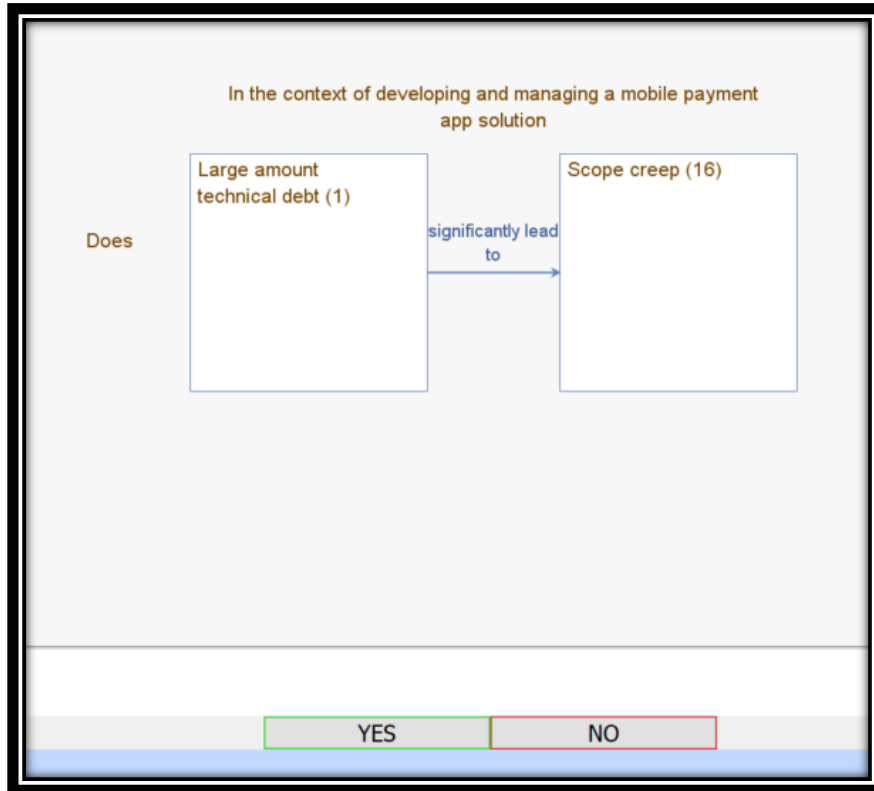 In the context of developing and managing a mobile payment
app solution
Large amount
technical debt (1)
Scope creep (16)
Does
significantly lead
to
YES
NO